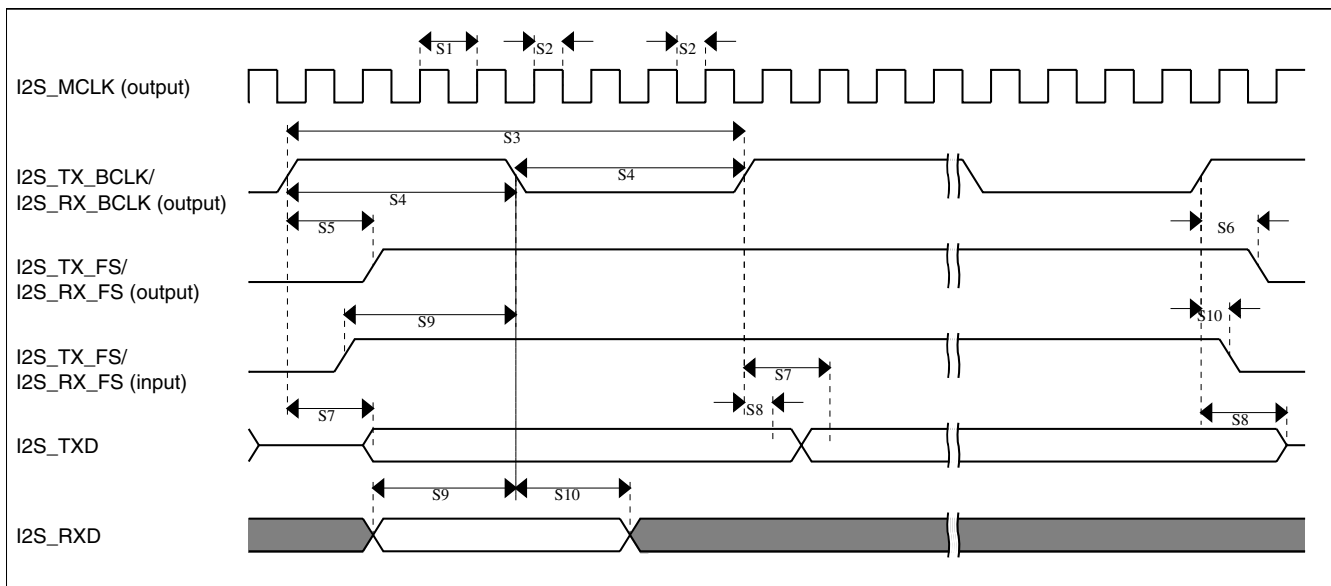 S1
S2
S2
I2S_MCLK (output)
S3
I2S_TX_BCLK/
I2S_RX_BCLK (output)
S4
S4
S5
S6
I2S_TX_FS/
I2S_RX_FS (output)
S9
S10
I2S_TX_FS/
I2S_RX_FS (input)
S7
S7
S8
S8
I2S_TXD
S9
S10
I2S_RXD